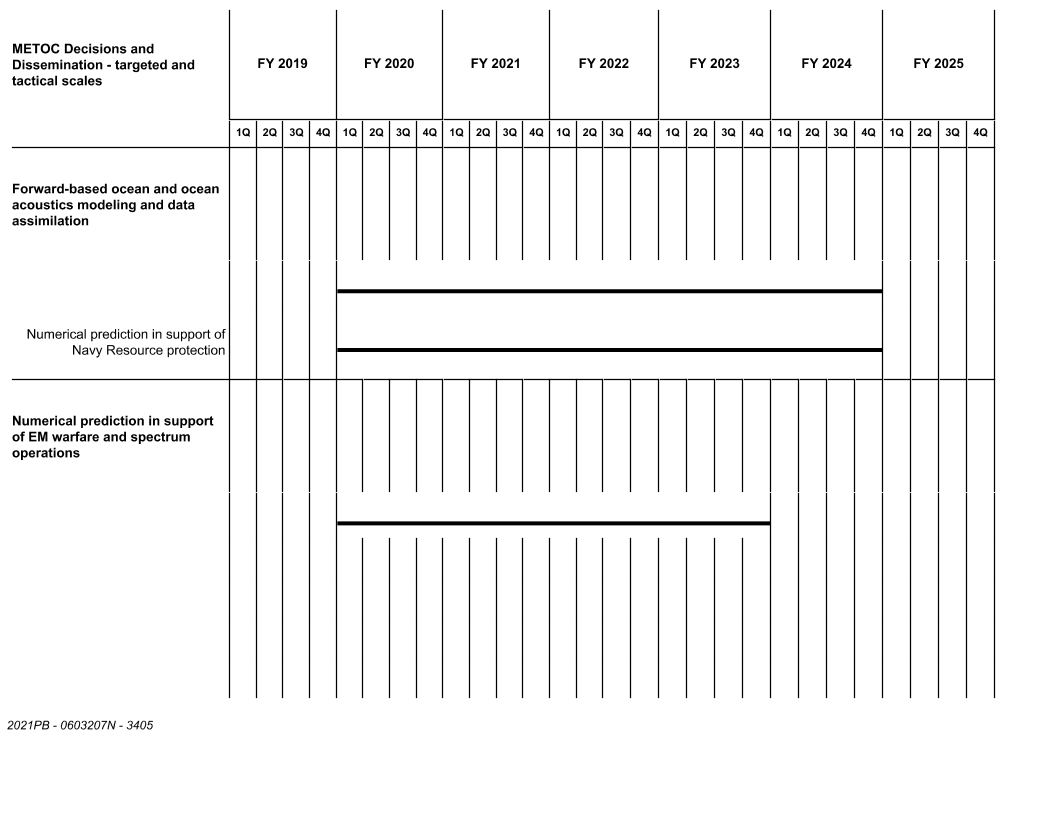 METOC Decisions and
Dissemination - targeted and
tactical scales
FY 2019 FY 2020 FY 2021 FY 2022 FY 2023 FY 2024 FY 2025
1Q 2Q 3Q 4Q 1Q 2Q 3Q 4Q 1Q 2Q 3Q 4Q 1Q 2Q 3Q 4Q 1Q 2Q 3Q 4Q 1Q 2Q 3Q 4Q 1Q 2Q 3Q 4Q
Forward-based ocean and ocean
acoustics modeling and data
assimilation
Numerical prediction in support of
Navy Resource protection
Numerical prediction in support
of EM warfare and spectrum
operations
2021PB - 0603207N - 3405